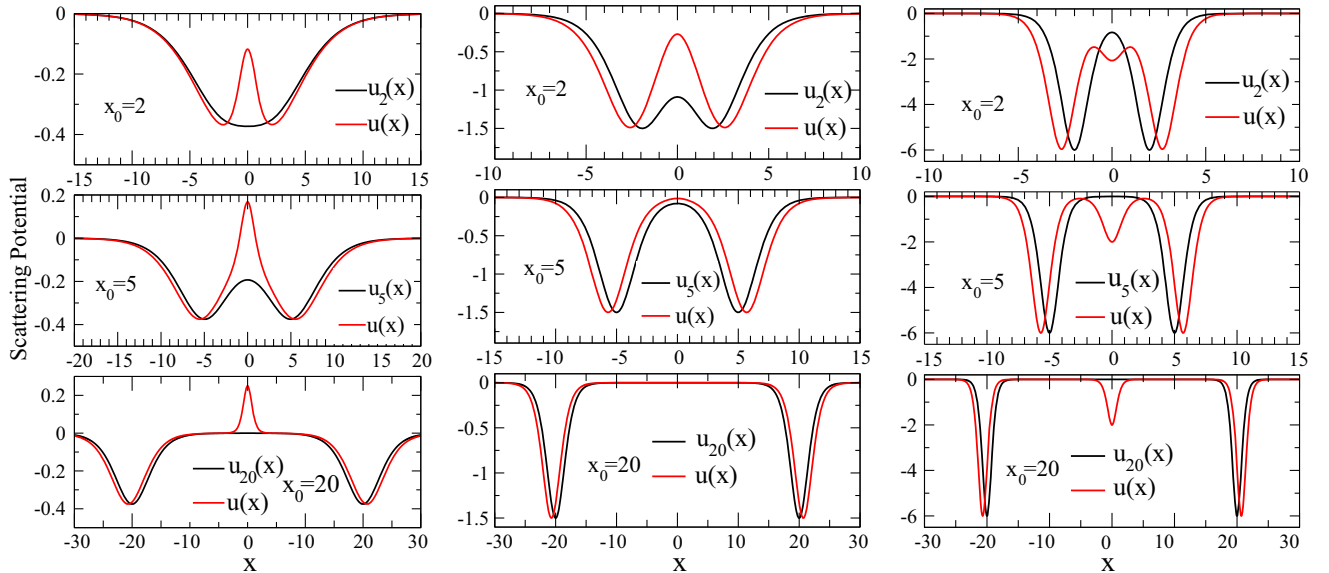 Scattering Potential
0
-0.2
-0.4
x0=2
u2(x)
u(x)
-15 -10 -5 0 5 10 15
0.2
0
-0.2
-0.4
x0=5
u5(x)
u(x)
-20 -15 -10 -5 0 5 10 15 20
0.2
0
-0.2
-0.4
u20(x)
u(x)
x0=20
-30 -20 -10 0 10 20 30
x
0
-0.5
-1
-1.5
x0=2
u2(x)
u(x)
-10 -5 0 5 10
0
-0.5
-1
-1.5
x0=5
u5(x)
u(x)
-15 -10 -5 0 5 10 15
0
-0.5
-1
-1.5
u20(x)
x0=20
u(x)
-30 -20 -10 0 10 20 30
x
0
-2
-4
-6
x0=2
u2(x)
u(x)
-10 -5 0 5 10
0
-2
-4
-6
x0=5
u5(x)
u(x)
-15 -10 -5 0 5 10 15
0
-2
-4
-6
x0=20
u20(x)
u(x)
-30 -20 -10 0 10 20 30
x